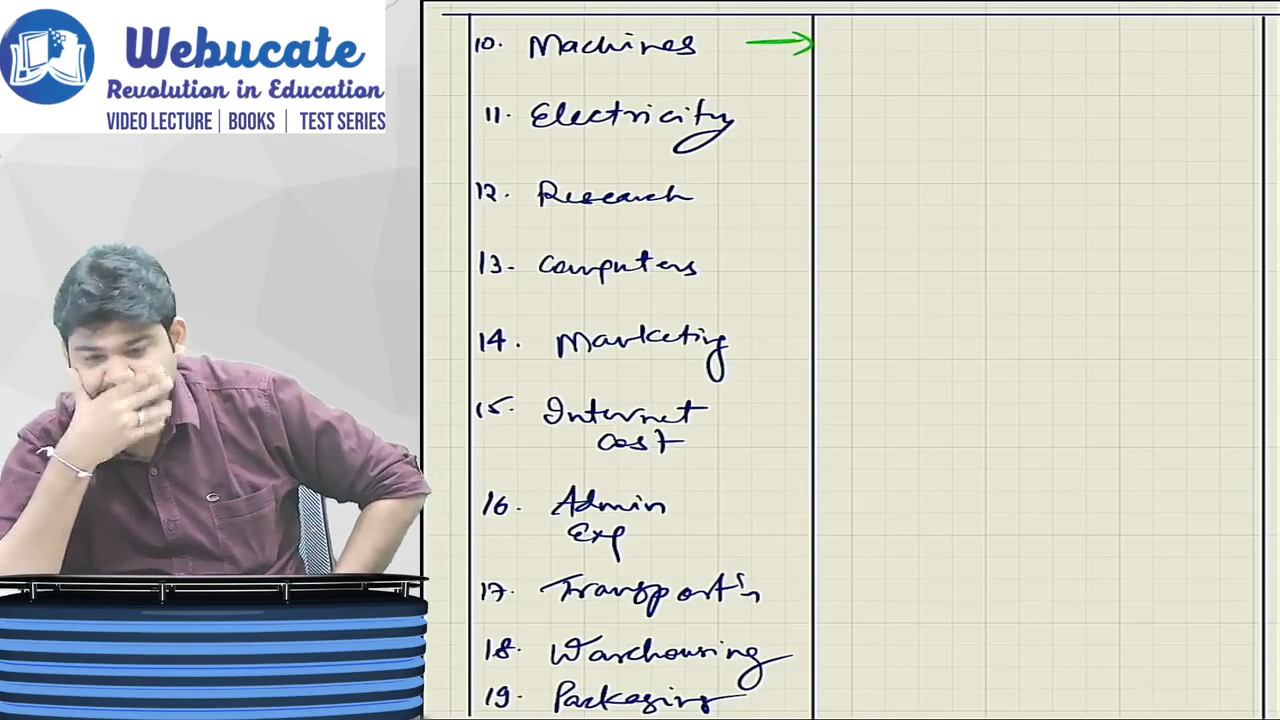 Webucate
Revolution in Education
VIDEO LECTURE | BOOKS | TEST SERIES
10. Machines
11. Electricity
12. Research
13. Computers
14. Marketing
15. Internet
Cost
16. Admin
Exp
17. Transport'n
18. Warehousing
19. Packaging